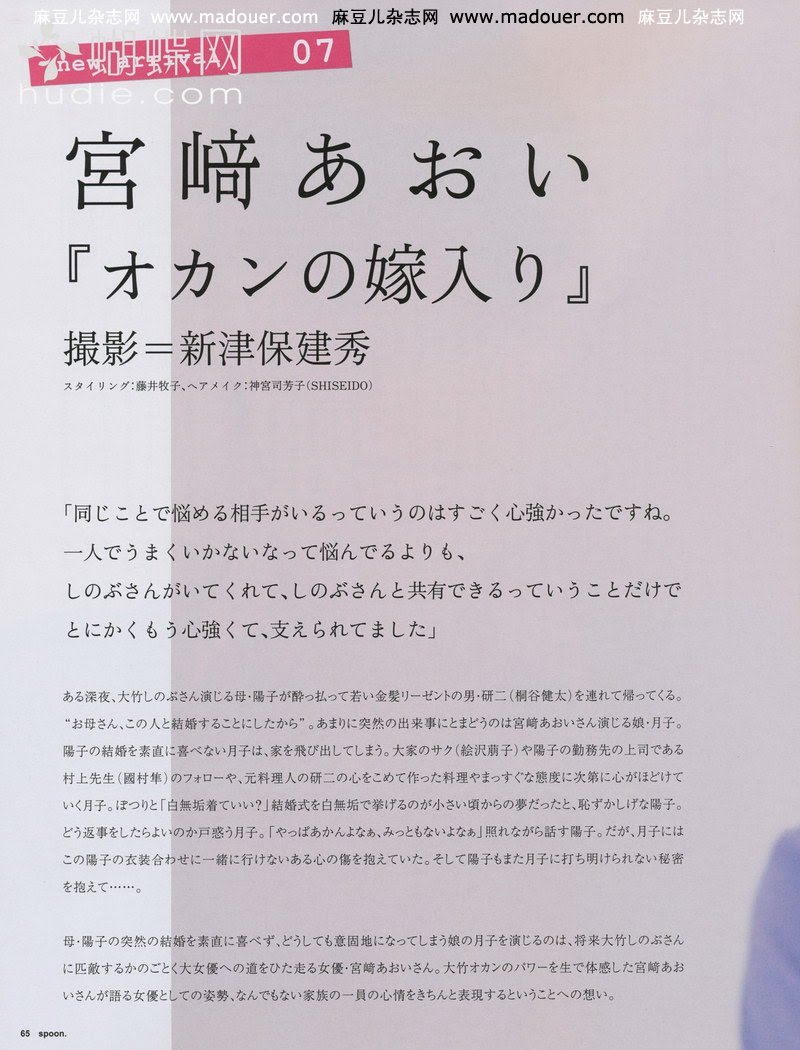 麻豆儿杂志网 www.madouer.com 麻豆儿杂志网 www.madouer.com 麻豆儿杂志网
new arrival 07
蝴蝶网
hudie.com
宮﨑あおい
『オカンの嫁入り』
撮影＝新津保建秀
スタイリング：藤井牧子、ヘアメイク：神宮司芳子（SHISEIDO）
「同じことで悩める相手がいるっていうのはすごく心強かったですね。
一人でうまくいかないなって悩んでるよりも、
しのぶさんがいてくれて、しのぶさんと共有できるっていうことだけで
とにかくもう心強くて、支えられてました」
ある深夜、大竹しのぶさん演じる母・陽子が酔っ払って若い金髪リーゼントの男・研二（桐谷健太）を連れて帰ってくる。
“お母さん、この人と結婚することにしたから”。あまりに突然の出来事にとまどうのは宮﨑あおいさん演じる娘・月子。
陽子の結婚を素直に喜べない月子は、家を飛び出してしまう。大家のサク（絵沢萠子）や陽子の勤務先の上司である
村上先生（國村隼）のフォローや、元料理人の研二の心をこめて作った料理やまっすぐな態度に次第に心がほどけて
いく月子。ぽつりと「白無垢着ていい？」結婚式を白無垢で挙げるのが小さい頃からの夢だったと、恥ずかしげな陽子。
どう返事をしたらよいのか戸惑う月子。「やっぱあかんよなぁ、みっともないよなぁ」照れながら話す陽子。だが、月子には
この陽子の衣装合わせに一緒に行けないある心の傷を抱えていた。そして陽子もまた月子に打ち明けられない秘密
を抱えて……。
母・陽子の突然の結婚を素直に喜べず、どうしても意固地になってしまう娘の月子を演じるのは、将来大竹しのぶさん
に匹敵するかのごとく大女優への道をひた走る女優・宮﨑あおいさん。大竹オカンのパワーを生で体感した宮﨑あお
いさんが語る女優としての姿勢、なんでもない家族の一員の心情をきちんと表現するということへの想い。
65 spoon.